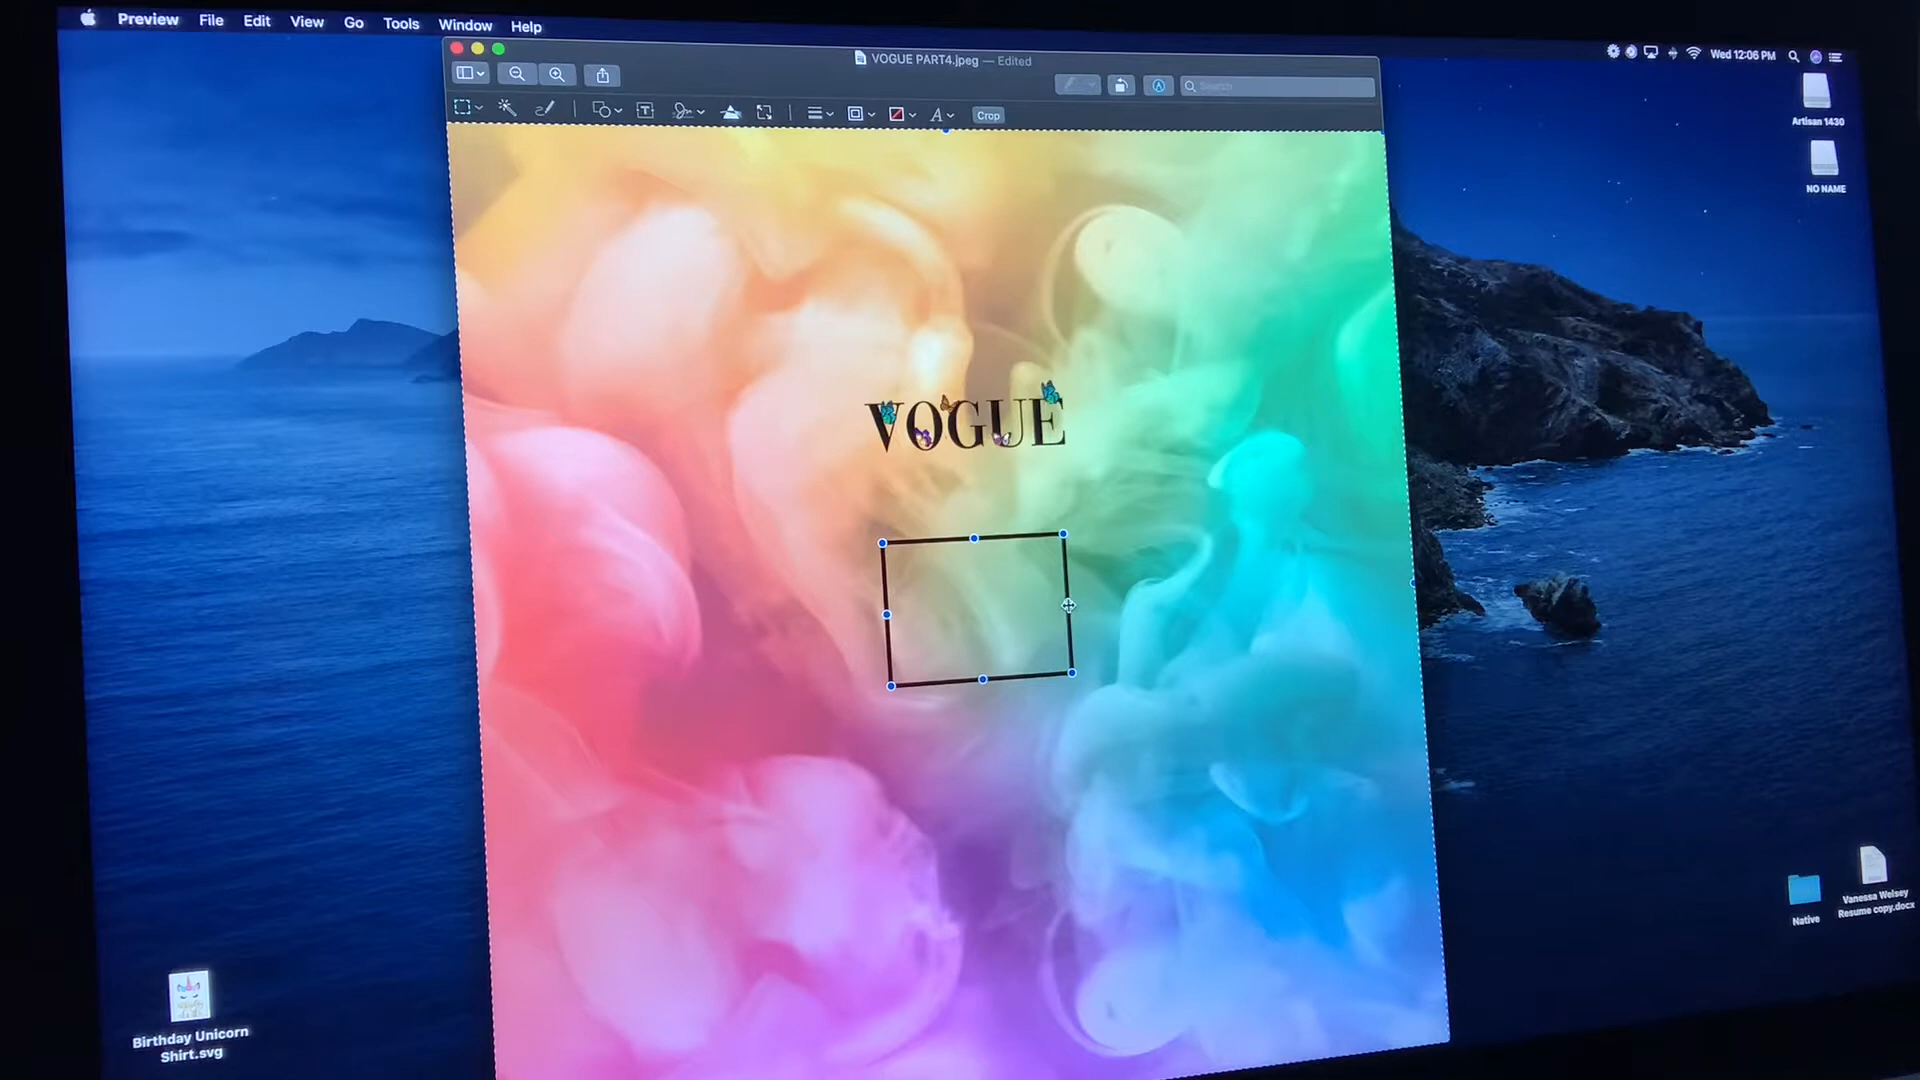 Preview File Edit View Go Tools Window Help
Wed 12:06 PM
VOGUE PART4.jpeg — Edited
Search
Crop
Artisan 1430
NO NAME
VOGUE
Native
Vanessa Welsey
Resume copy.docx
Birthday Unicorn
Shirt.svg